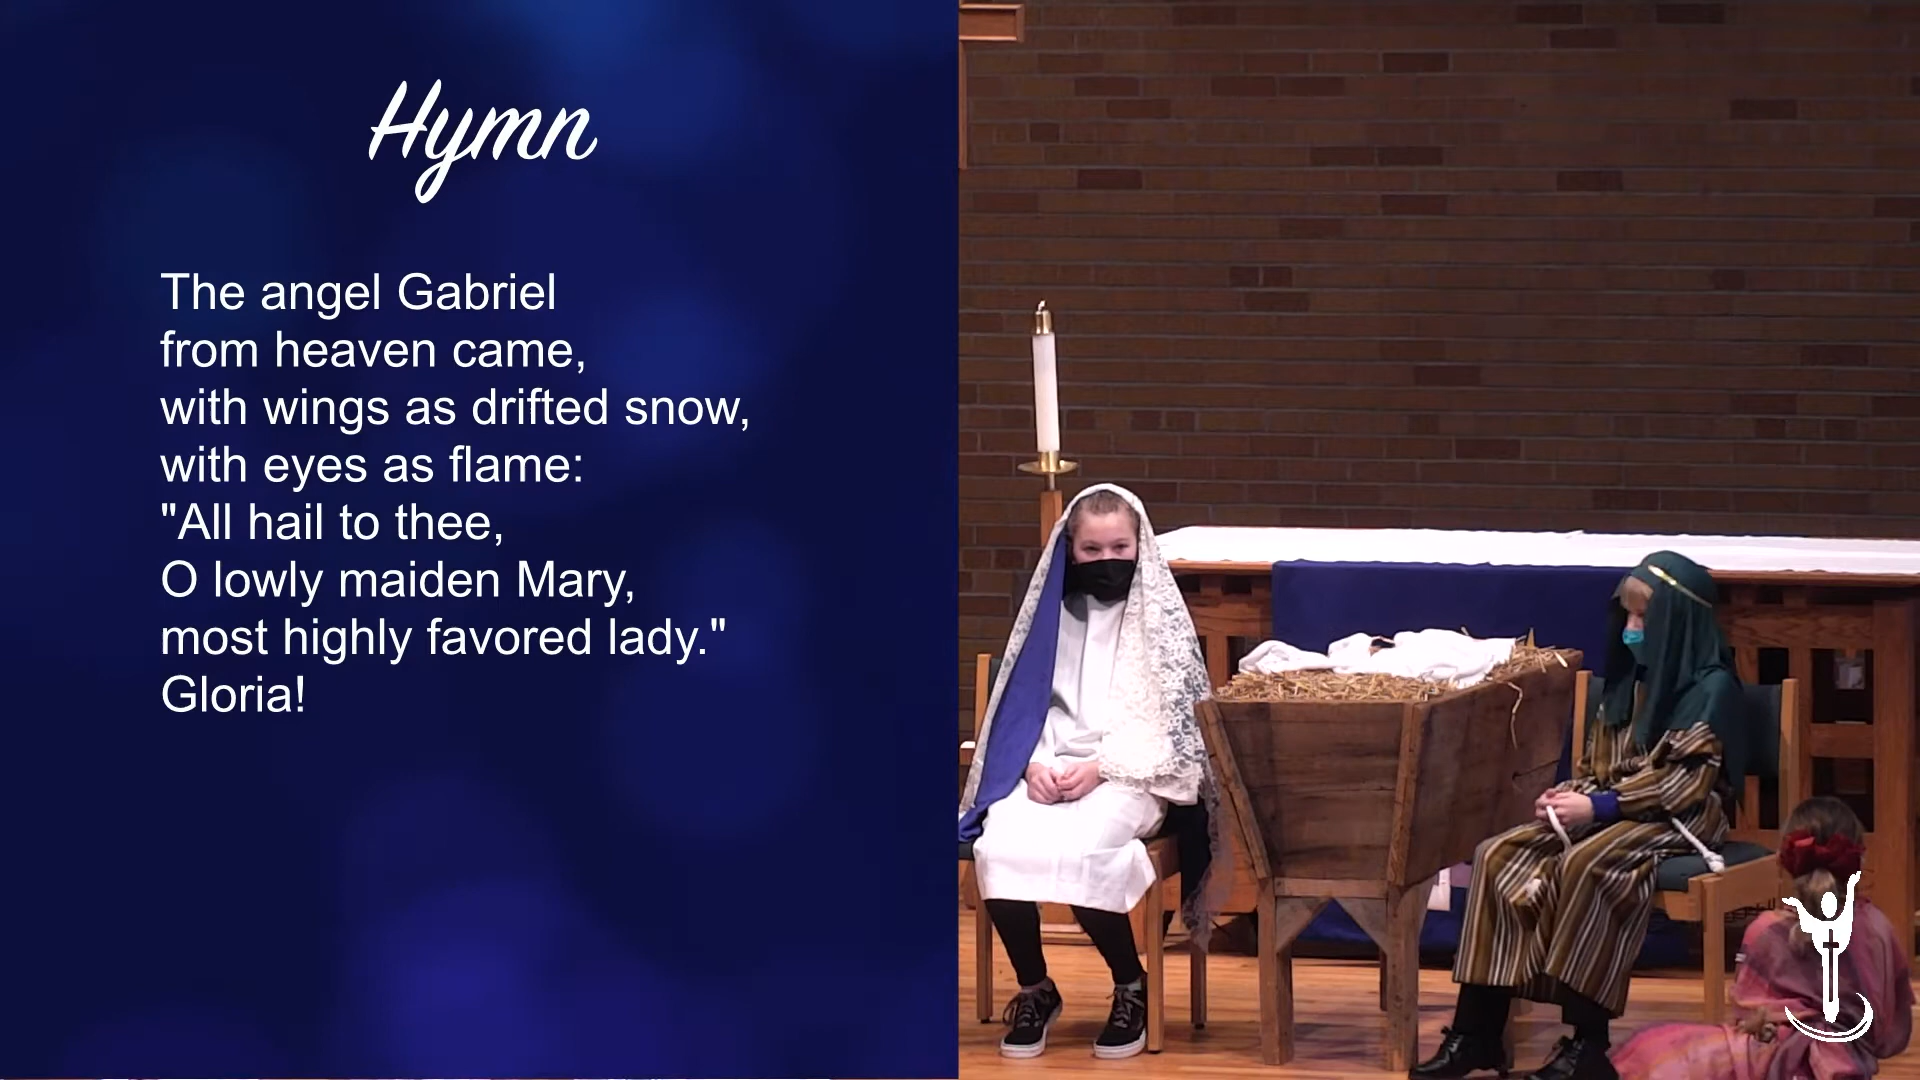 Hymn
The angel Gabriel
from heaven came,
with wings as drifted snow,
with eyes as flame:
"All hail to thee,
O lowly maiden Mary,
most highly favored lady."
Gloria!